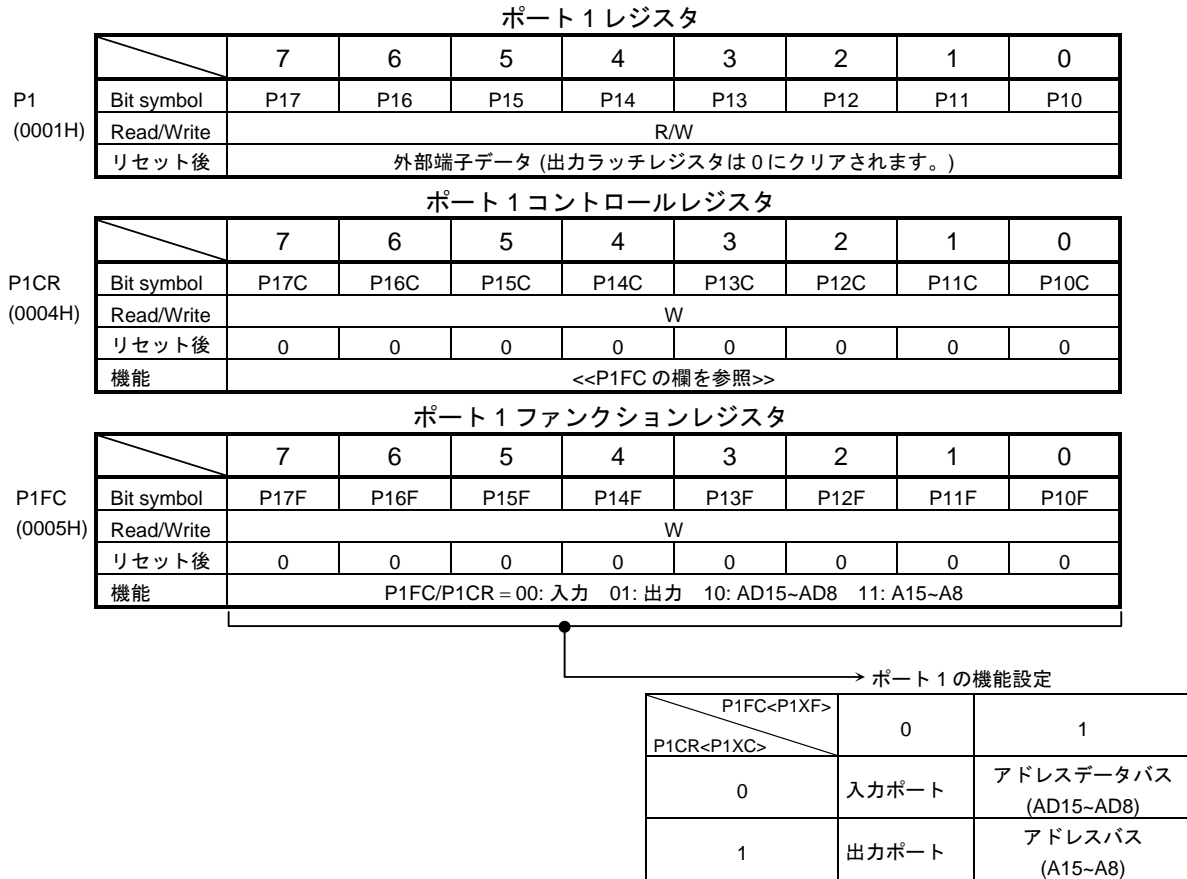 ポート 1 レジスタ
7 6 5 4 3 2 1 0
P1 (0001H)
Bit symbol P17 P16 P15 P14 P13 P12 P11 P10
Read/Write R/W
リセット後 外部端子データ (出力ラッチレジスタは 0 にクリアされます。)
ポート 1 コントロールレジスタ
7 6 5 4 3 2 1 0
P1CR (0004H)
Bit symbol P17C P16C P15C P14C P13C P12C P11C P10C
Read/Write W
リセット後 0 0 0 0 0 0 0 0
機能 <<P1FC の欄を参照>>
ポート 1 ファンクションレジスタ
7 6 5 4 3 2 1 0
P1FC (0005H)
Bit symbol P17F P16F P15F P14F P13F P12F P11F P10F
Read/Write W
リセット後 0 0 0 0 0 0 0 0
機能 P1FC/P1CR = 00: 入力 01: 出力 10: AD15~AD8 11: A15~A8
ポート 1 の機能設定
P1FC<P1XF> 0 1
P1CR<P1XC>
0 入力ポート アドレスデータバス (AD15~AD8)
1 出力ポート アドレスバス (A15~A8)